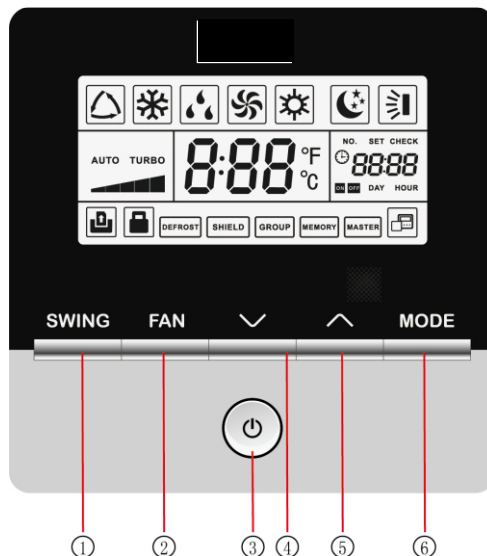 AUTO TURBO
8:88 °F
°C
NO. SET CHECK
88:88
ON OFF DAY HOUR
DEFROST SHIELD GROUP MEMORY MASTER
SWING FAN MODE
① ② ③ ④ ⑤ ⑥